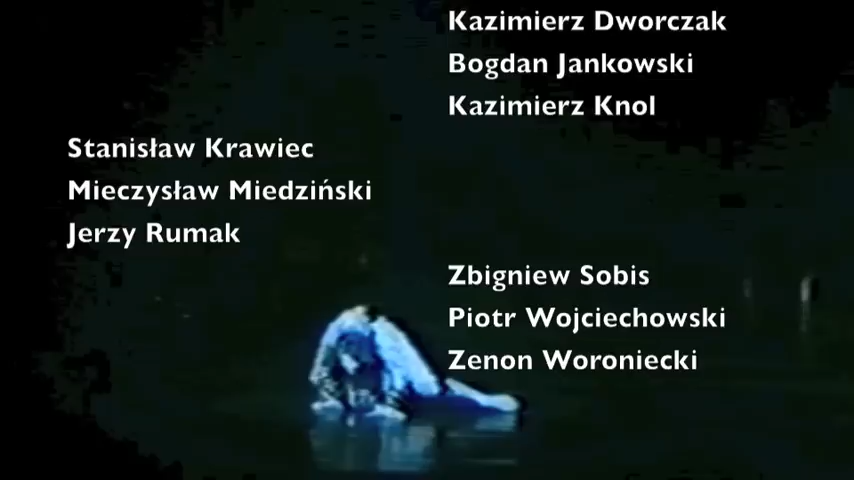 Kazimierz Dworczak
Bogdan Jankowski
Kazimierz Knol
Stanisław Krawiec
Mieczysław Miedziński
Jerzy Rumak
Zbigniew Sobis
Piotr Wojciechowski
Zenon Woroniecki